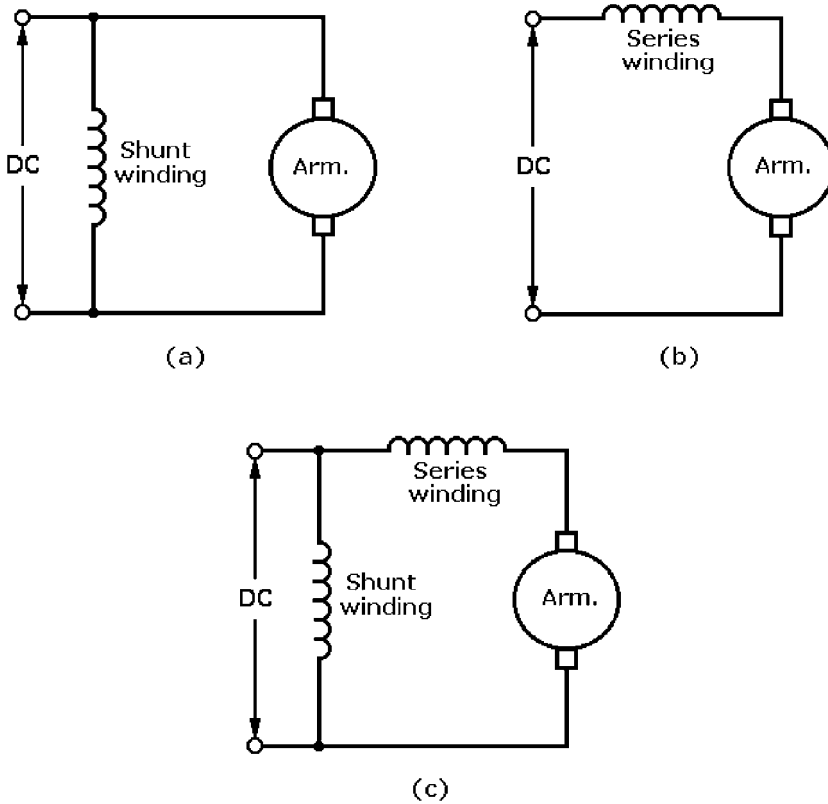 DC
Shunt
winding
Arm.
(a)
Series
winding
DC
Arm.
(b)
Series
winding
DC
Shunt
winding
Arm.
(c)